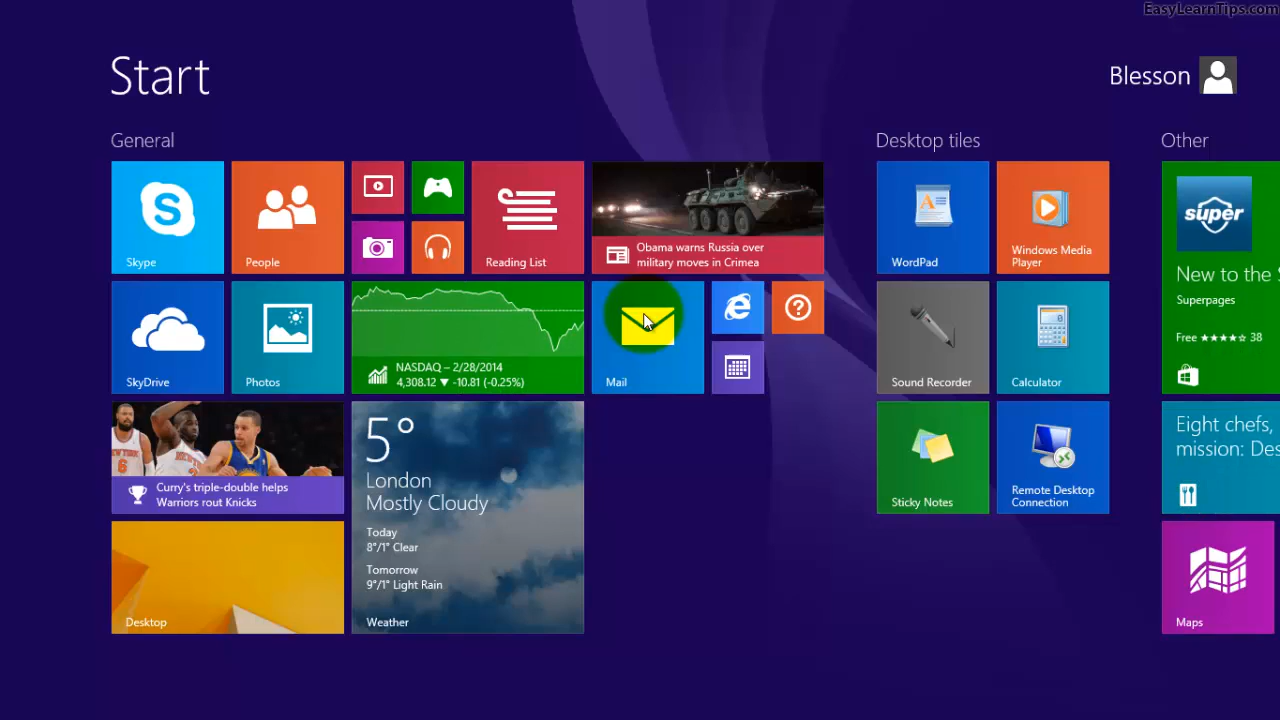 EasyLearnTips.com
Start
Blesson
General
Desktop tiles
Other
Skype
People
Reading List
Obama warns Russia over
military moves in Crimea
WordPad
Windows Media
Player
super
New to the S
Superpages
Free ★★★★☆ 38
SkyDrive
Photos
NASDAQ – 2/28/2014
4,308.12 ▼ -10.81 (-0.25%)
Mail
Sound Recorder
Calculator
Curry's triple-double helps
Warriors rout Knicks
5°
London
Mostly Cloudy
Today
8°/1° Clear
Tomorrow
9°/1° Light Rain
Weather
Sticky Notes
Remote Desktop
Connection
Eight chefs,
mission: Des
Desktop
Maps